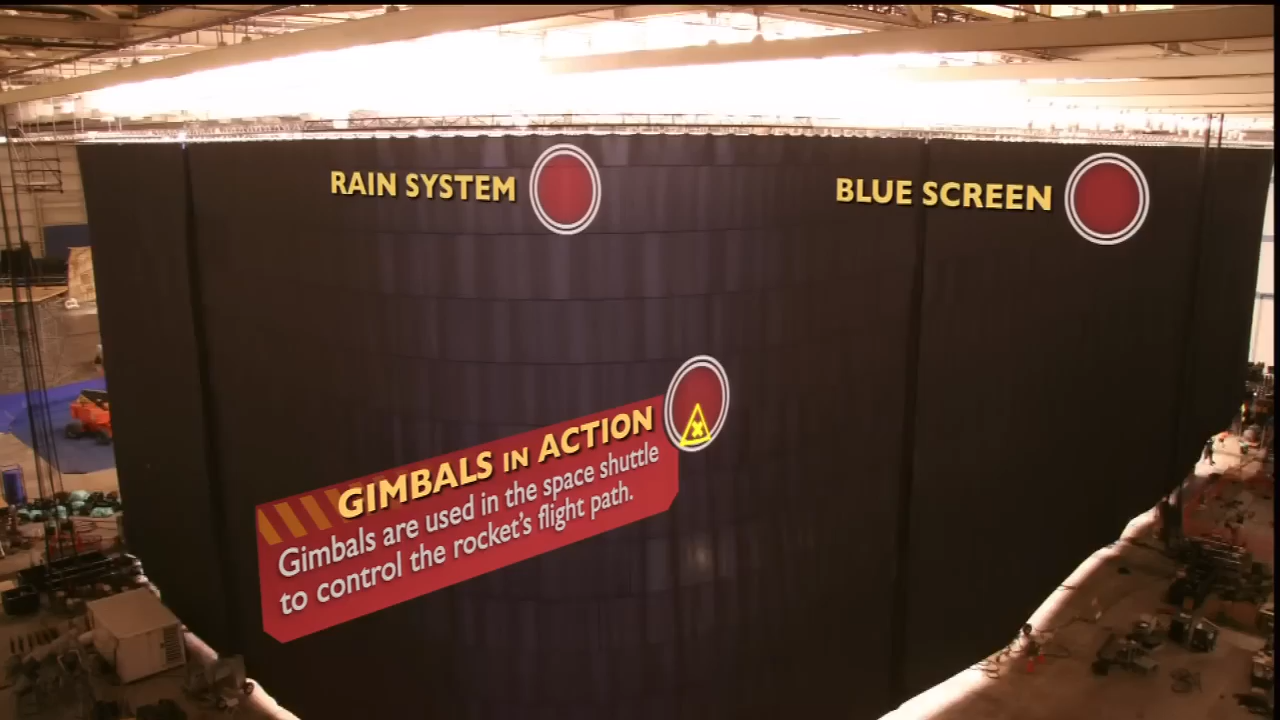 RAIN SYSTEM
BLUE SCREEN
GIMBALS IN ACTION
Gimbals are used in the space shuttle
to control the rocket's flight path.